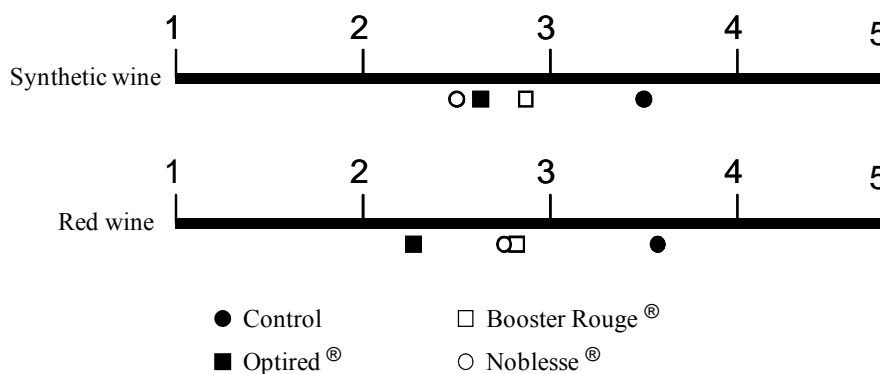 1 2 3 4 5
Synthetic wine
1 2 3 4 5
Red wine
Control
Booster Rouge ®
Optired ®
Noblesse ®